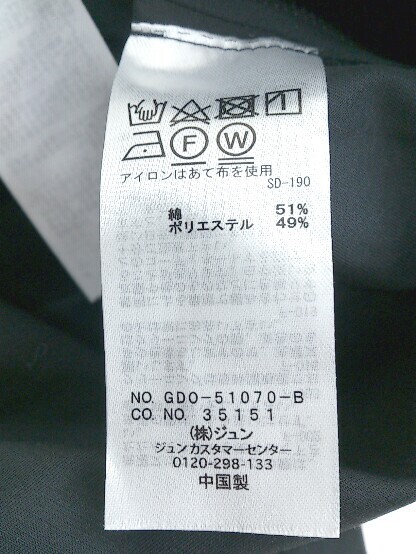 F W
アイロンはあて布を使用
SD-190
綿 51%
ポリエステル 49%
NO. GDO-51070-B
CO. NO. 35151
(株)ジュン
ジュンカスタマーセンター
0120-298-133
中国製